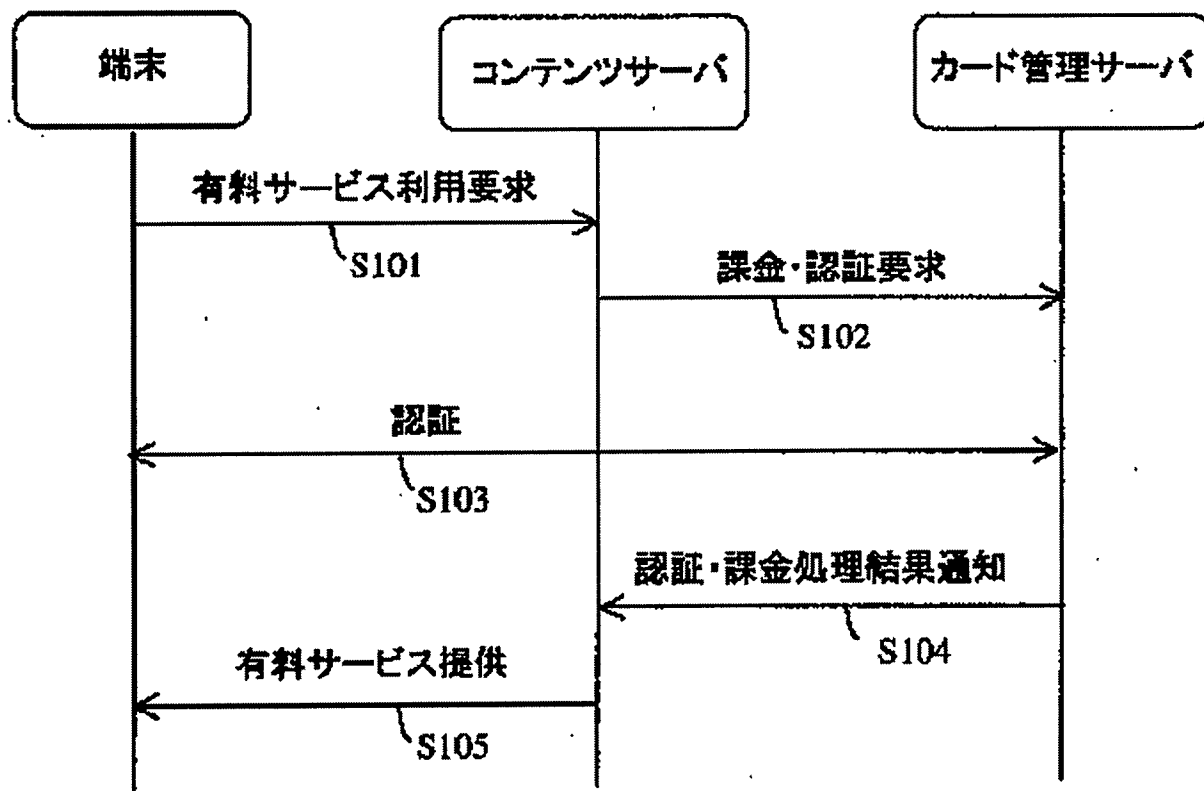 端末
コンテンツサーバ
カード管理サーバ
有料サービス利用要求
S101
課金・認証要求
S102
認証
S103
認証・課金処理結果通知
S104
有料サービス提供
S105